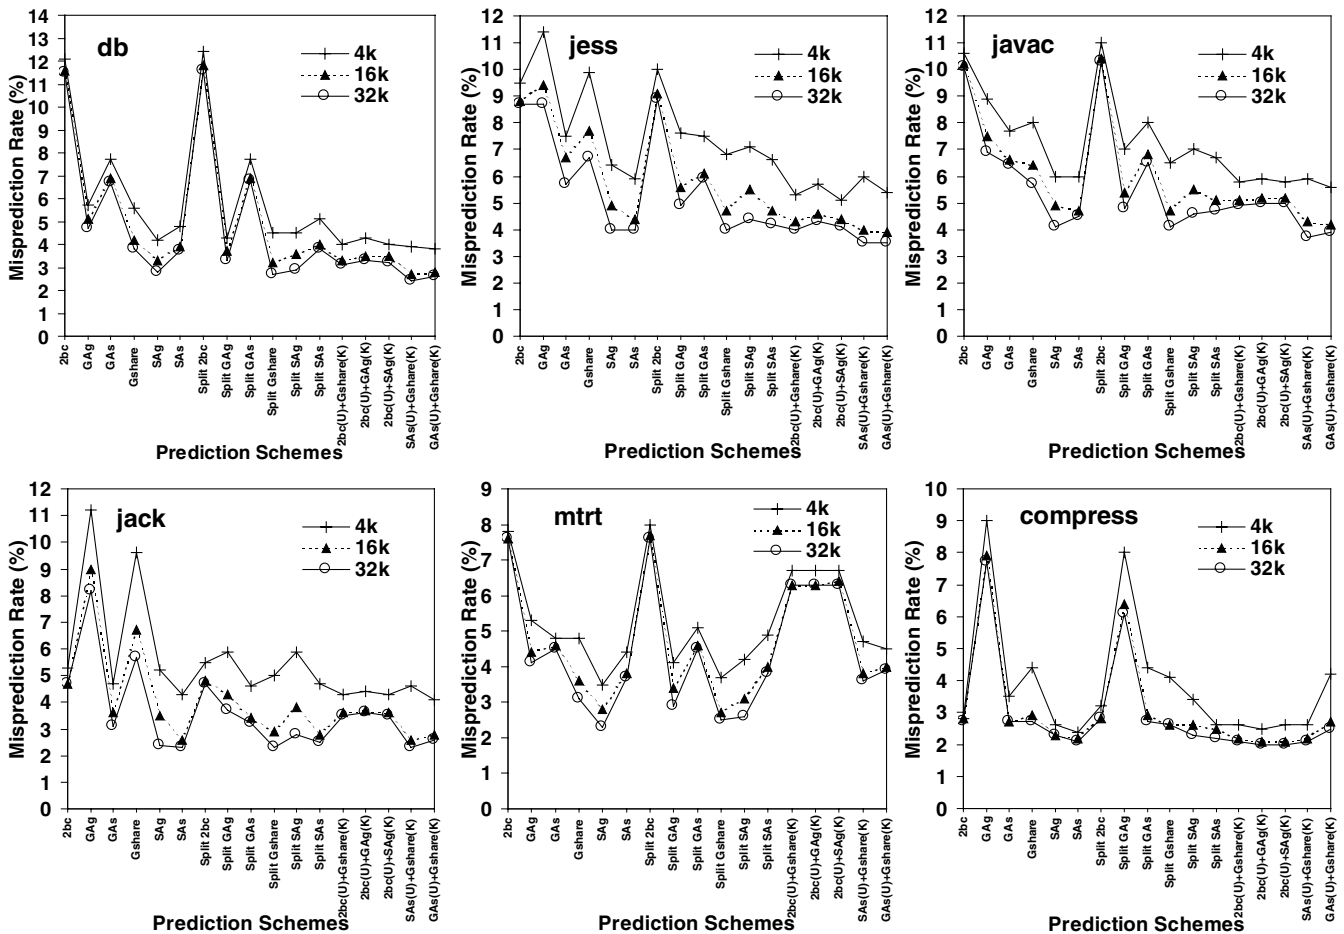 db
4k
16k
32k
Misprediction Rate (%)
14
13
12
11
10
9
8
7
6
5
4
3
2
1
0
2bc
GAg
GAs
Gshare
SAg
SAs
Split 2bc
Split GAg
Split GAs
Split Gshare
Split SAg
Split SAs
2bc(U)+Gshare(K)
2bc(U)+GAg(K)
2bc(U)+SAg(K)
SAs(U)+Gshare(K)
GAs(U)+Gshare(K)
Prediction Schemes
jess
4k
16k
32k
Misprediction Rate (%)
12
11
10
9
8
7
6
5
4
3
2
1
0
2bc
GAg
GAs
Gshare
SAg
SAs
Split 2bc
Split GAg
Split GAs
Split Gshare
Split SAg
Split SAs
2bc(U)+Gshare(K)
2bc(U)+GAg(K)
2bc(U)+SAg(K)
SAs(U)+Gshare(K)
GAs(U)+Gshare(K)
Prediction Schemes
javac
4k
16k
32k
Misprediction Rate (%)
12
11
10
9
8
7
6
5
4
3
2
1
0
2bc
GAg
GAs
Gshare
SAg
SAs
Split 2bc
Split GAg
Split GAs
Split Gshare
Split SAg
Split SAs
2bc(U)+Gshare(K)
2bc(U)+GAg(K)
2bc(U)+SAg(K)
SAs(U)+Gshare(K)
GAs(U)+Gshare(K)
Prediction Schemes
jack
4k
16k
32k
Misprediction Rate (%)
12
11
10
9
8
7
6
5
4
3
2
1
0
2bc
GAg
GAs
Gshare
SAg
SAs
Split 2bc
Split GAg
Split GAs
Split Gshare
Split SAg
Split SAs
2bc(U)+Gshare(K)
2bc(U)+GAg(K)
2bc(U)+SAg(K)
SAs(U)+Gshare(K)
GAs(U)+Gshare(K)
Prediction Schemes
mtrt
4k
16k
32k
Misprediction Rate (%)
9
8
7
6
5
4
3
2
1
0
2bc
GAg
GAs
Gshare
SAg
SAs
Split 2bc
Split GAg
Split GAs
Split Gshare
Split SAg
Split SAs
2bc(U)+Gshare(K)
2bc(U)+GAg(K)
2bc(U)+SAg(K)
SAs(U)+Gshare(K)
GAs(U)+Gshare(K)
Prediction Schemes
compress
4k
16k
32k
Misprediction Rate (%)
10
9
8
7
6
5
4
3
2
1
0
2bc
GAg
GAs
Gshare
SAg
SAs
Split 2bc
Split GAg
Split GAs
Split Gshare
Split SAg
Split SAs
2bc(U)+Gshare(K)
2bc(U)+GAg(K)
2bc(U)+SAg(K)
SAs(U)+Gshare(K)
GAs(U)+Gshare(K)
Prediction Schemes